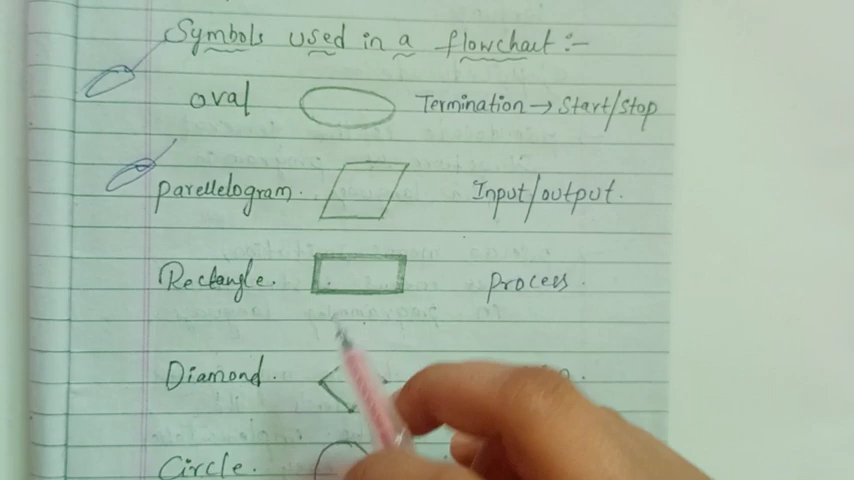 Symbols used in a flowchart :-
oval Termination → Start/Stop
parellelogram. Input/output.
Rectangle. process.
Diamond.
Circle.